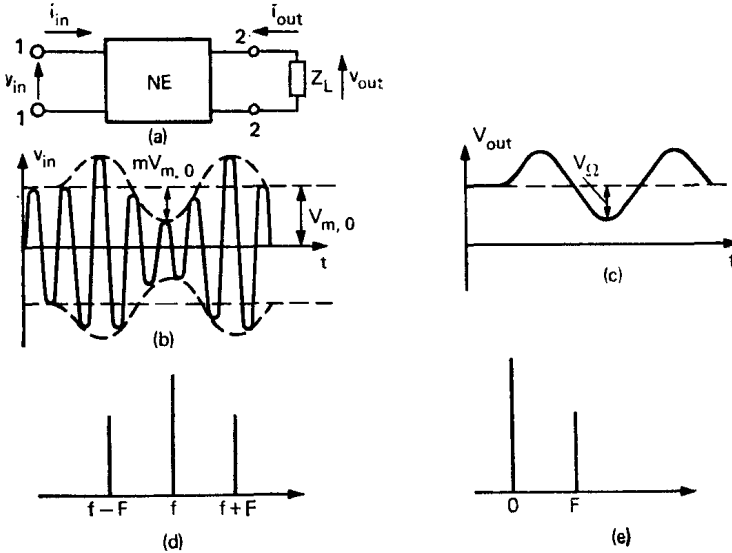 i_in i_out
1 2
v_in NE Z_L v_out
1 2
(a)
v_in mV_m, 0
V_m, 0
t
(b)
V_out
V_Ω
t
(c)
f – F f f + F
(d)
0 F
(e)